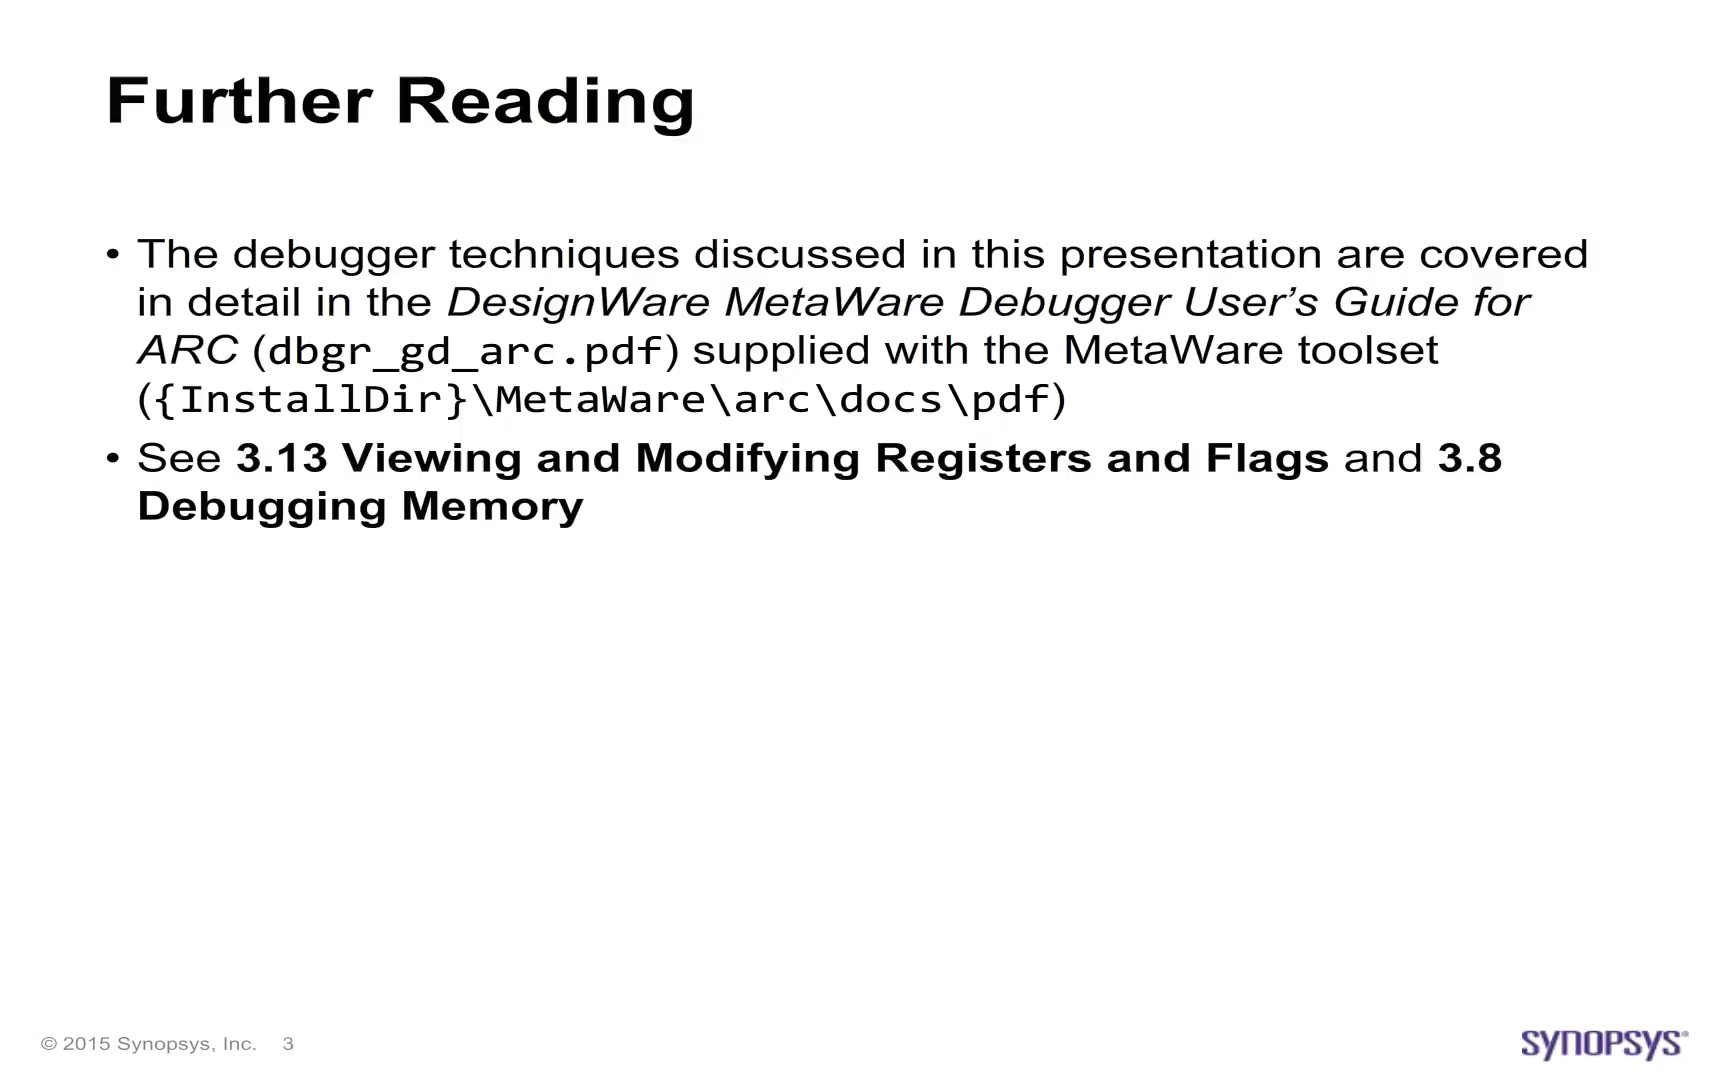 Further Reading
• The debugger techniques discussed in this presentation are covered
in detail in the DesignWare MetaWare Debugger User’s Guide for
ARC (dbgr_gd_arc.pdf) supplied with the MetaWare toolset
({InstallDir}\MetaWare\arc\docs\pdf)
• See 3.13 Viewing and Modifying Registers and Flags and 3.8
Debugging Memory
© 2015 Synopsys, Inc. 3
SYNOPSYS